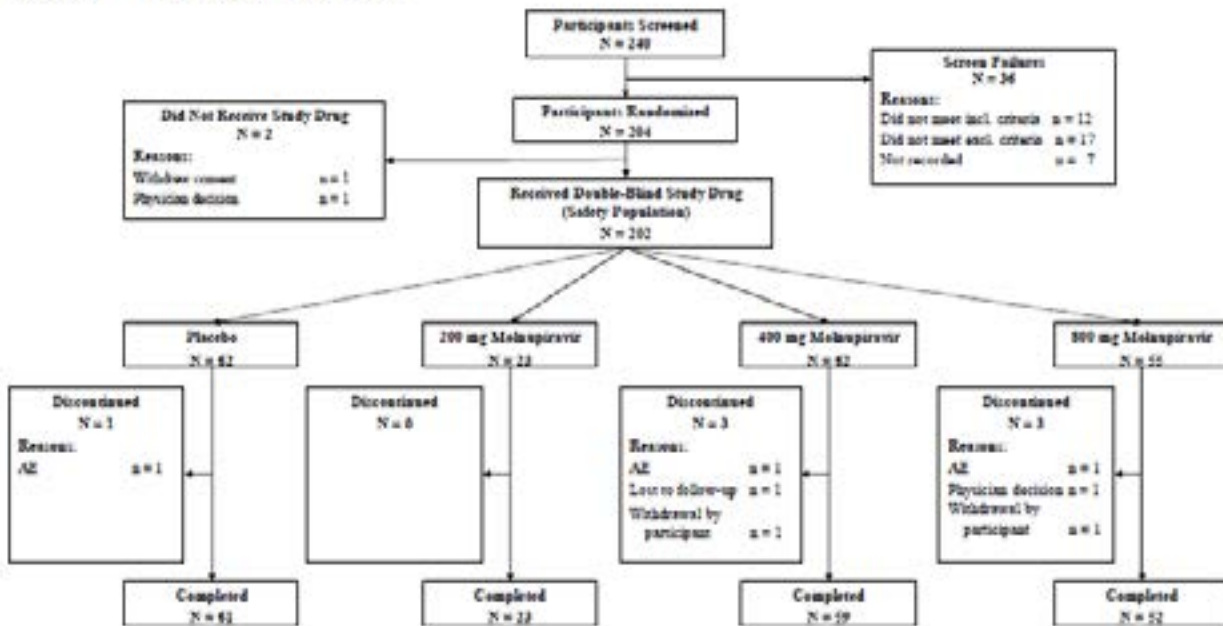 Participants Screened
N = 240
Screen Failures
N = 36
Reasons:
Did not meet incl. criteria n = 12
Did not meet excl. criteria n = 17
Not recorded n = 7
Participants Randomized
N = 204
Did Not Receive Study Drug
N = 2
Reasons:
Withdrew consent n = 1
Physician decision n = 1
Received Double-Blind Study Drug
(Safety Population)
N = 202
Placebo
N = 62
200 mg Molnupiravir
N = 23
400 mg Molnupiravir
N = 62
800 mg Molnupiravir
N = 55
Discontinued
N = 1
Reasons:
AE n = 1
Discontinued
N = 0
Discontinued
N = 3
Reasons:
AE n = 1
Lost to follow-up n = 1
Withdrawal by
participant n = 1
Discontinued
N = 3
Reasons:
AE n = 1
Physician decision n = 1
Withdrawal by
participant n = 1
Completed
N = 61
Completed
N = 23
Completed
N = 59
Completed
N = 52